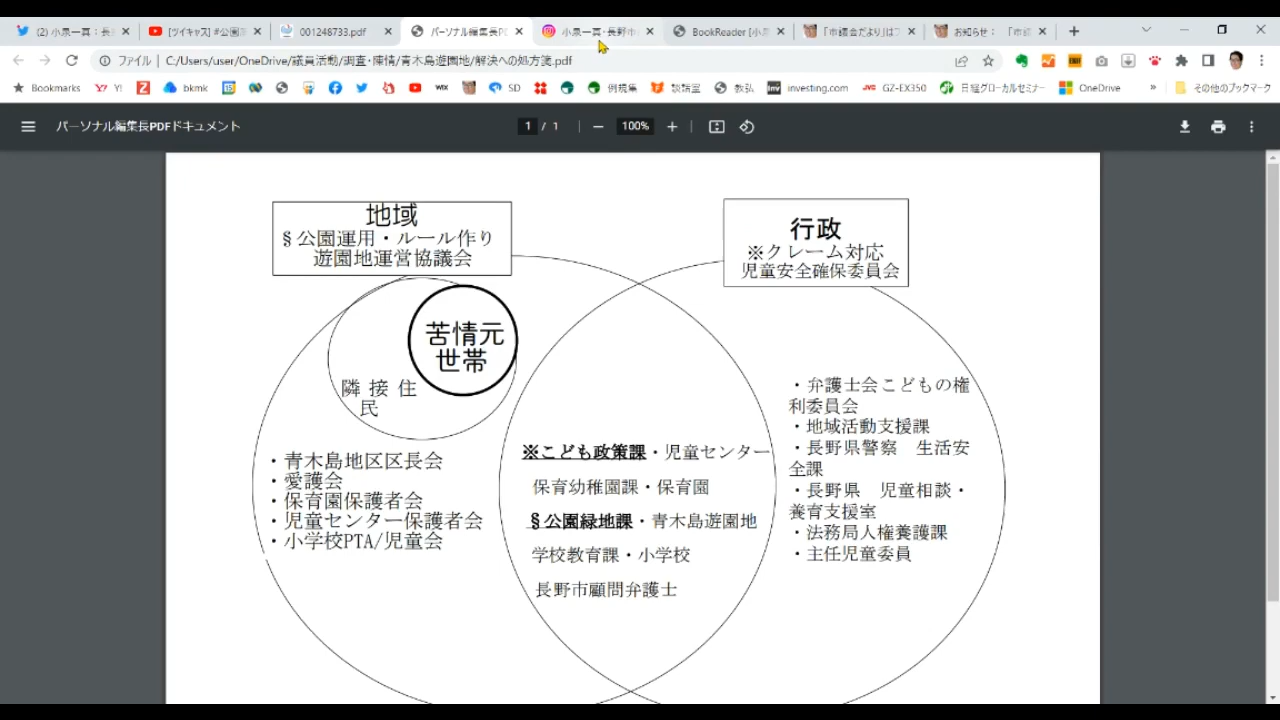 (2) 小泉一真：長
[ツイキャス] #公園
001248733.pdf
パーソナル編集長P
小泉一真・長野市
BookReader [小
「市議会だより」は
お知らせ：「市
ファイル | C:/Users/user/OneDrive/議員活動/調査・陳情/青木島遊園地/解決への処方箋.pdf
Bookmarks Y! bkmk SD 例規集 談話室 教弘 investing.com GZ-EX350 日経グローカルセミナー OneDrive » その他のブックマーク
パーソナル編集長PDFドキュメント 1 / 1 100%
地域
§公園運用・ルール作り
遊園地運営協議会
行政
※クレーム対応
児童安全確保委員会
苦情元
世帯
隣接住
民
・青木島地区区長会
・愛護会
・保育園保護者会
・児童センター保護者会
・小学校PTA/児童会
※こども政策課・児童センター
保育幼稚園課・保育園
§公園緑地課・青木島遊園地
学校教育課・小学校
長野市顧問弁護士
・弁護士会こどもの権
利委員会
・地域活動支援課
・長野県警察　生活安
全課
・長野県　児童相談・
養育支援室
・法務局人権養護課
・主任児童委員